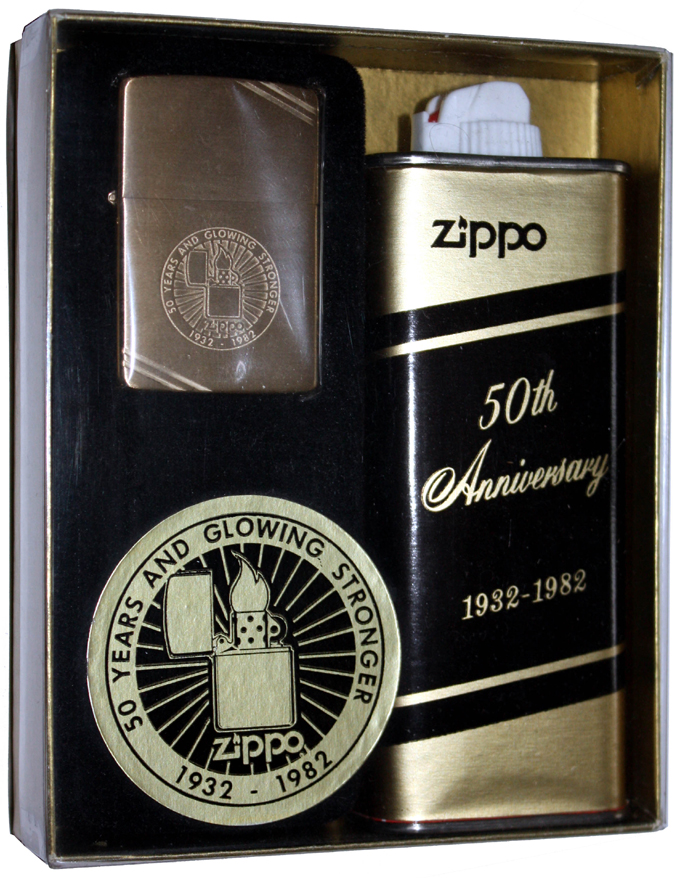 50 YEARS AND GLOWING STRONGER
zippo
1932 - 1982
zippo
50th
Anniversary
1932-1982
50 YEARS AND GLOWING STRONGER
zippo
1932 - 1982